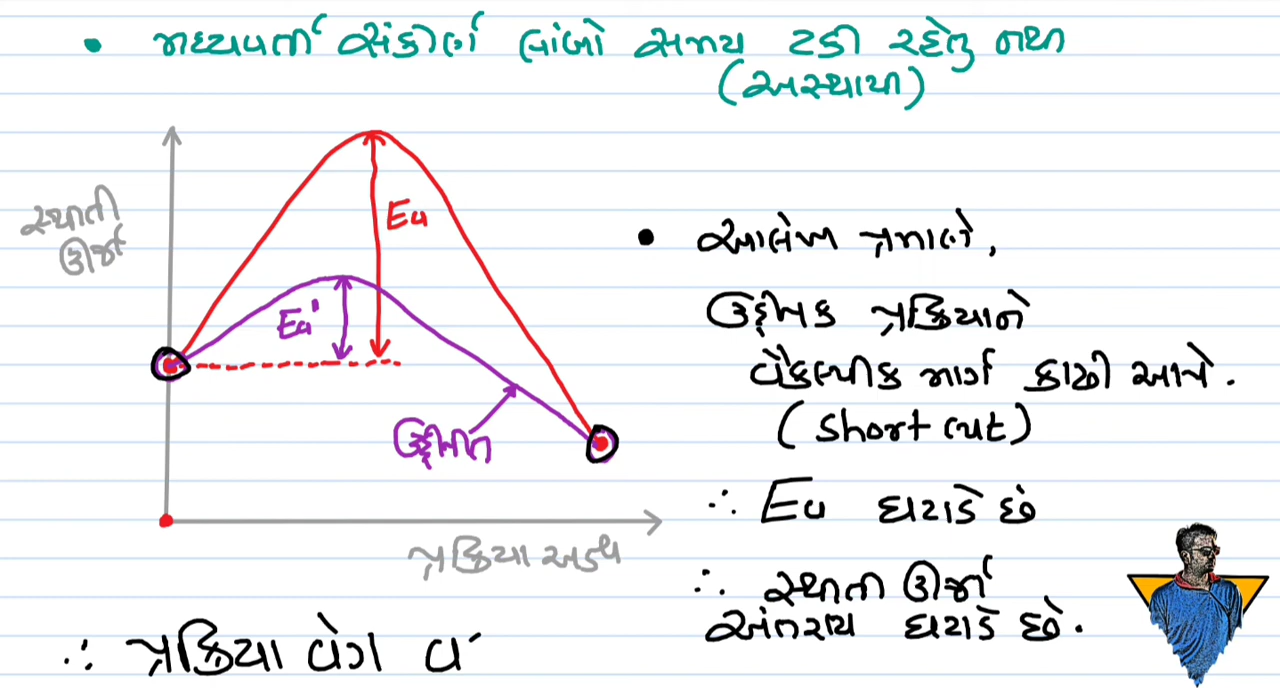 • મધ્યવર્તી સંકીર્ણ લાંબો સમય ટકી રહેતું નથી
(અસ્થાયી)
સ્થિતી
ઊર્જા
Ea
Ea'
ઉદ્દીપીત
પ્રક્રિયા અક્ષ
• આલેખ પ્રમાણે,
ઉદ્દીપક પ્રક્રિયાને
વૈકલ્પીક માર્ગ કાઢી આપે.
(short cut)
∴ Ea ઘટાડે છે
∴ સ્થિતી ઊર્જા
અંતરાય ઘટાડે છે.
∴ પ્રક્રિયા વેગ વ